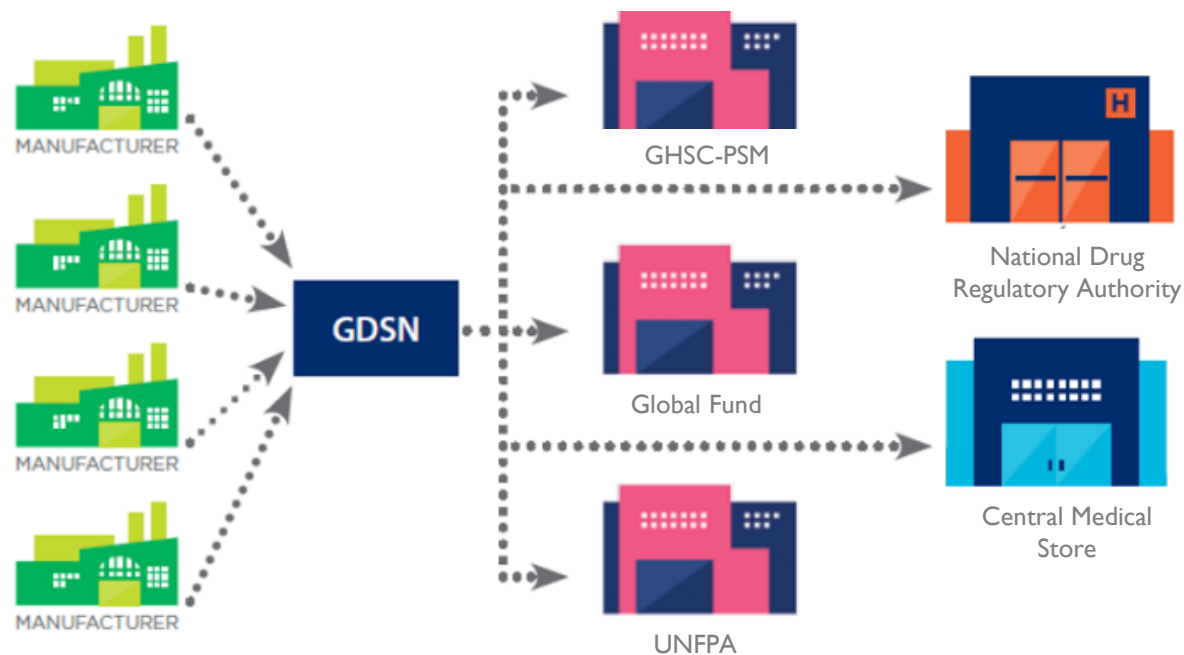 MANUFACTURER
MANUFACTURER
MANUFACTURER
MANUFACTURER
GDSN
GHSC-PSM
Global Fund
UNFPA
H
National Drug
Regulatory Authority
Central Medical
Store